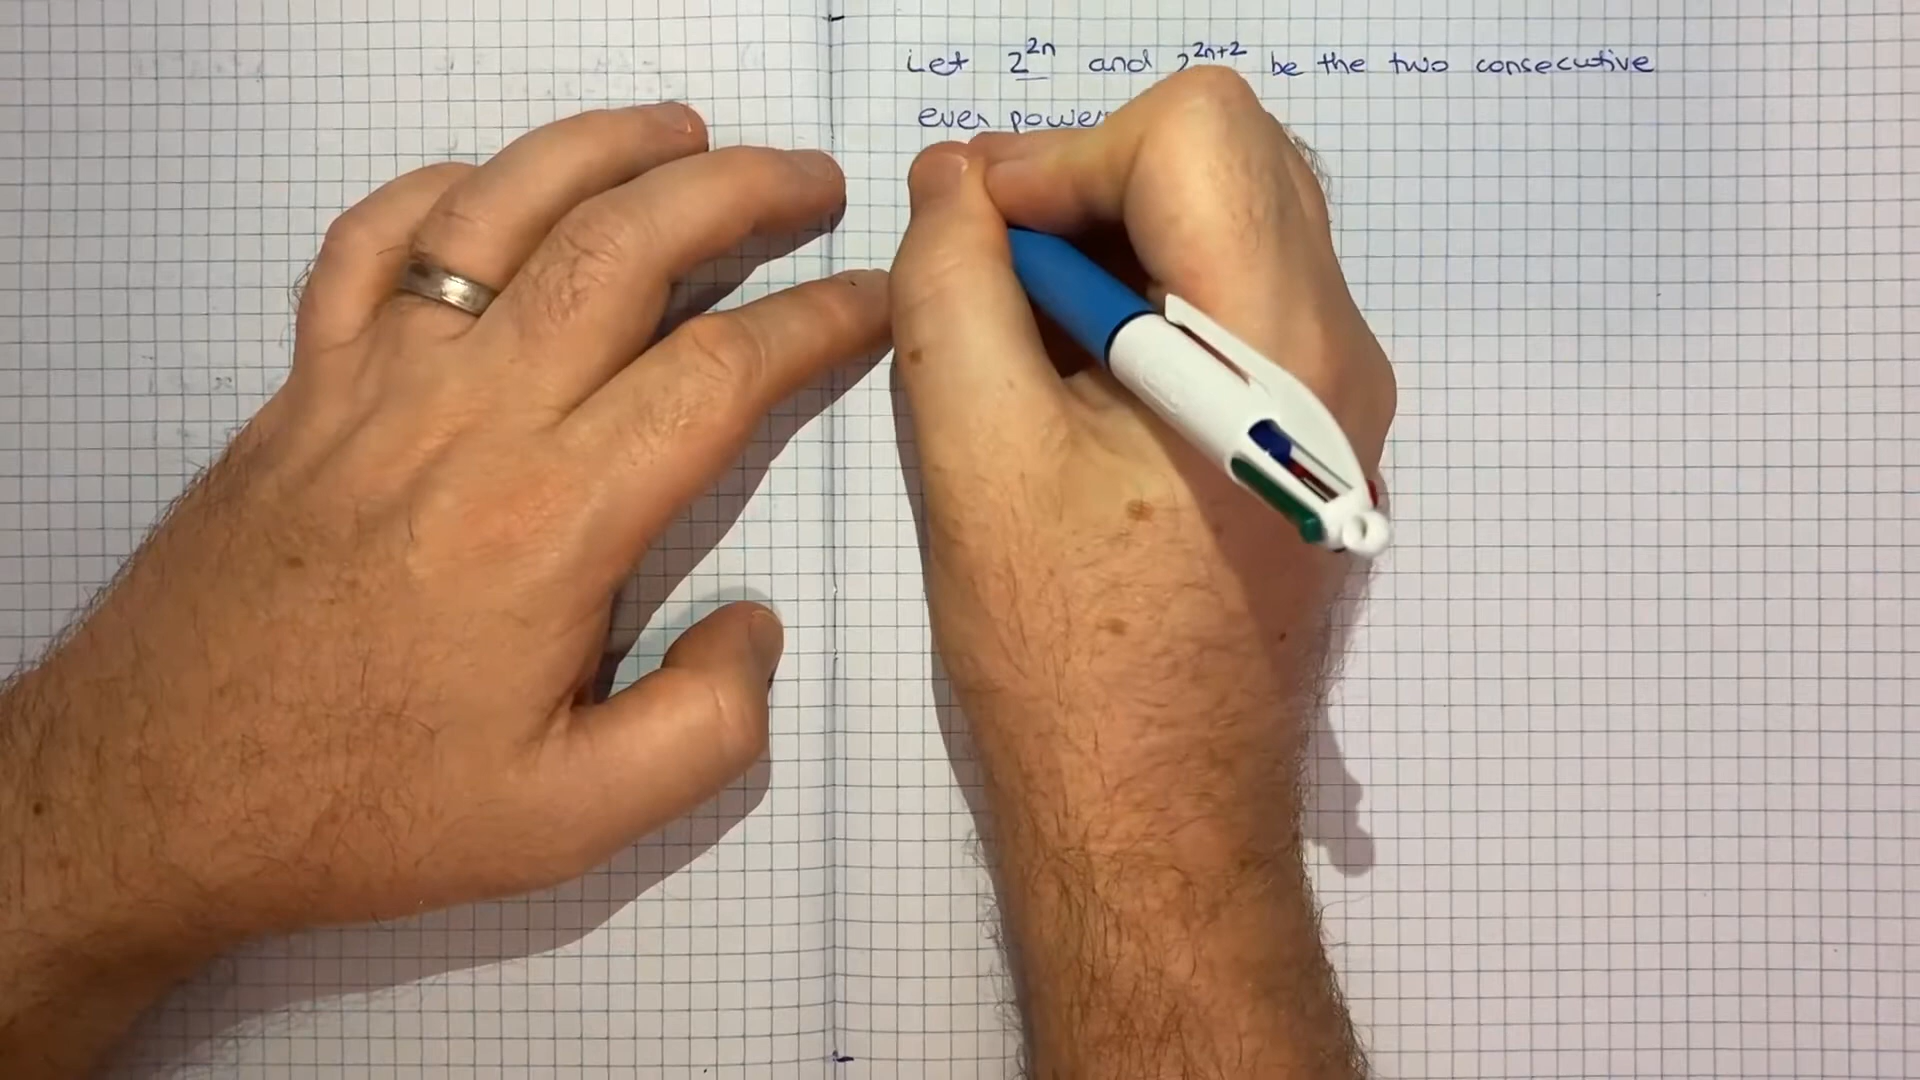 Let 2^2n and 2^2n+2 be the two consecutive
even power